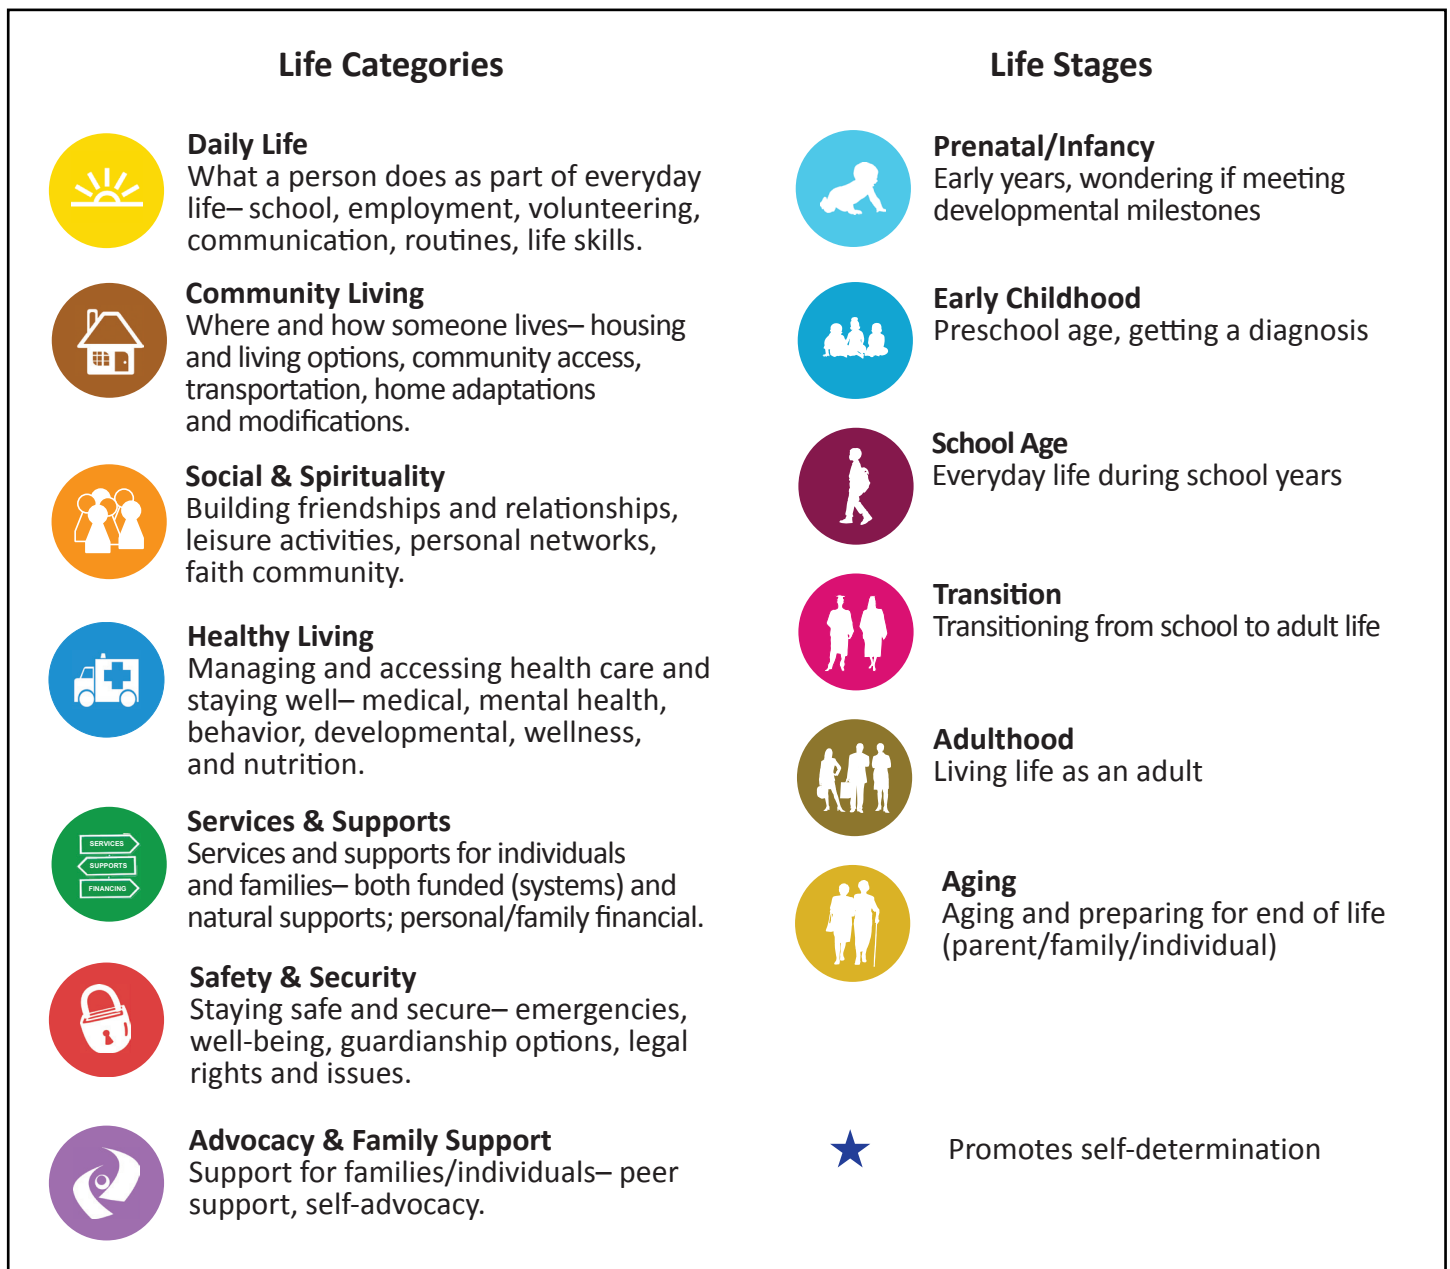 Life Categories
Daily Life
What a person does as part of everyday
life– school, employment, volunteering,
communication, routines, life skills.
Community Living
Where and how someone lives– housing
and living options, community access,
transportation, home adaptations
and modifications.
Social & Spirituality
Building friendships and relationships,
leisure activities, personal networks,
faith community.
Healthy Living
Managing and accessing health care and
staying well– medical, mental health,
behavior, developmental, wellness,
and nutrition.
SERVICES
SUPPORTS
FINANCING
Services & Supports
Services and supports for individuals
and families– both funded (systems) and
natural supports; personal/family financial.
Safety & Security
Staying safe and secure– emergencies,
well-being, guardianship options, legal
rights and issues.
Advocacy & Family Support
Support for families/individuals– peer
support, self-advocacy.
Life Stages
Prenatal/Infancy
Early years, wondering if meeting
developmental milestones
Early Childhood
Preschool age, getting a diagnosis
School Age
Everyday life during school years
Transition
Transitioning from school to adult life
Adulthood
Living life as an adult
Aging
Aging and preparing for end of life
(parent/family/individual)
Promotes self-determination